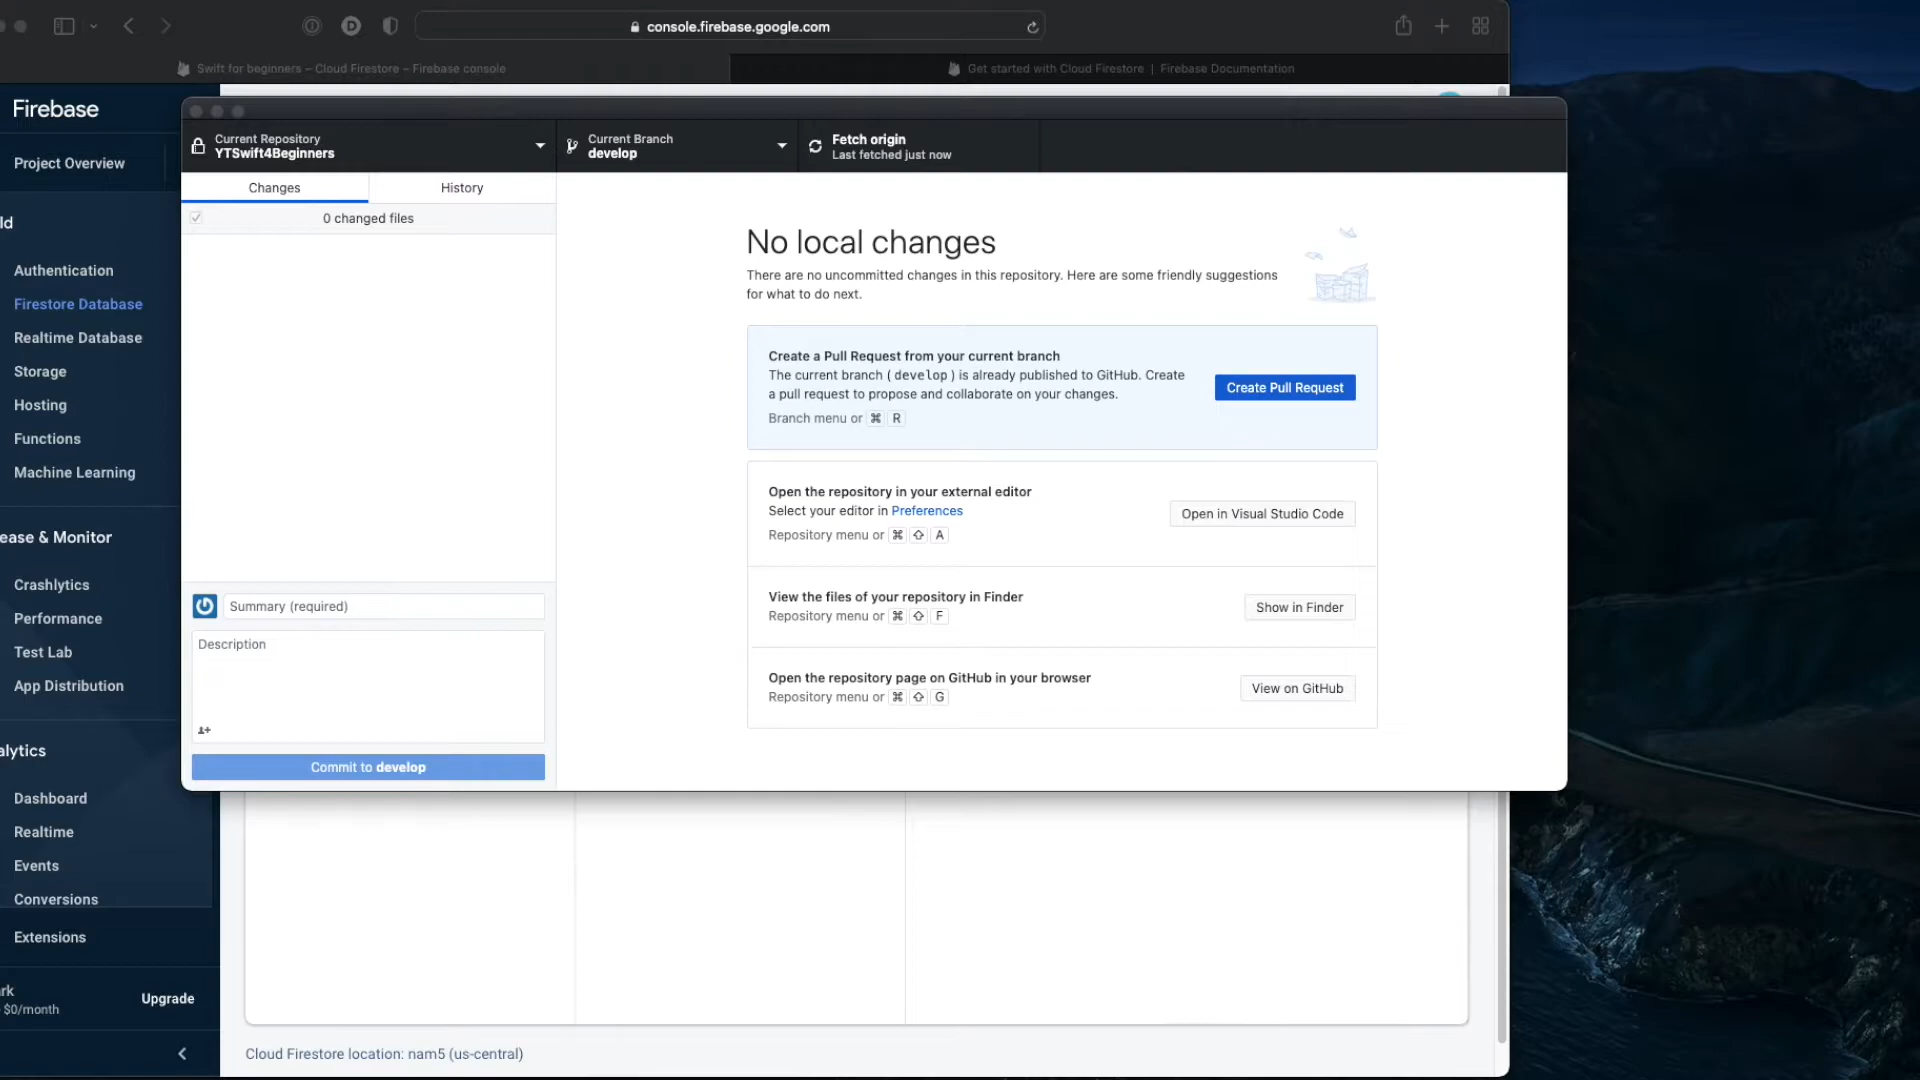 console.firebase.google.com
Swift for beginners – Cloud Firestore – Firebase console
Get started with Cloud Firestore | Firebase Documentation
Firebase
Project Overview
ld
Authentication
Firestore Database
Realtime Database
Storage
Hosting
Functions
Machine Learning
ease & Monitor
Crashlytics
Performance
Test Lab
App Distribution
alytics
Dashboard
Realtime
Events
Conversions
Extensions
rk
$0/month
Upgrade
Current Repository
YTSwift4Beginners
Current Branch
develop
Fetch origin
Last fetched just now
Changes
History
0 changed files
Summary (required)
Description
Commit to develop
No local changes
There are no uncommitted changes in this repository. Here are some friendly suggestions
for what to do next.
Create a Pull Request from your current branch
The current branch (develop) is already published to GitHub. Create
a pull request to propose and collaborate on your changes.
Branch menu or ⌘ R
Create Pull Request
Open the repository in your external editor
Select your editor in Preferences
Repository menu or ⌘ ⇧ A
Open in Visual Studio Code
View the files of your repository in Finder
Repository menu or ⌘ ⇧ F
Show in Finder
Open the repository page on GitHub in your browser
Repository menu or ⌘ ⇧ G
View on GitHub
Cloud Firestore location: nam5 (us-central)